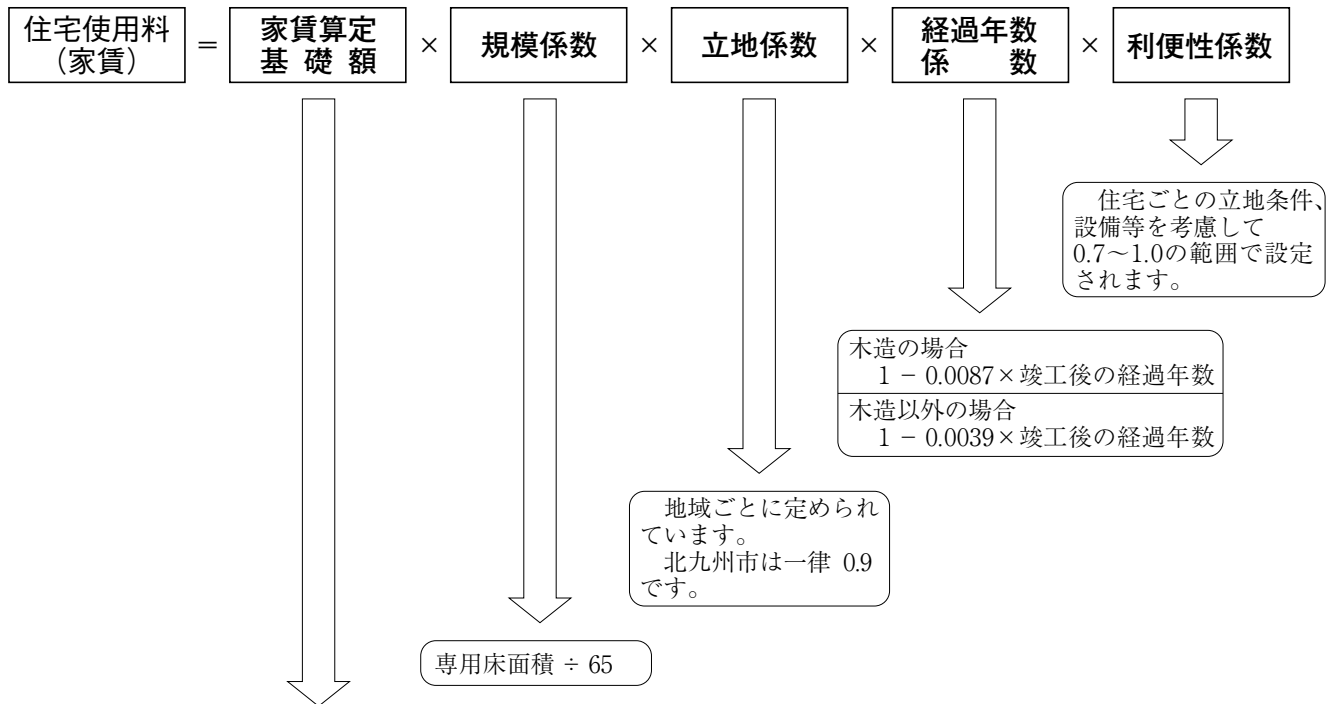 住宅使用料
（家賃）
=
家賃算定
基 礎 額
×
規模係数
×
立地係数
×
経過年数
係　　数
×
利便性係数
住宅ごとの立地条件、
設備等を考慮して
0.7〜1.0の範囲で設定
されます。
木造の場合
1 − 0.0087×竣工後の経過年数
木造以外の場合
1 − 0.0039×竣工後の経過年数
地域ごとに定められ
ています。
北九州市は一律 0.9
です。
専用床面積 ÷ 65